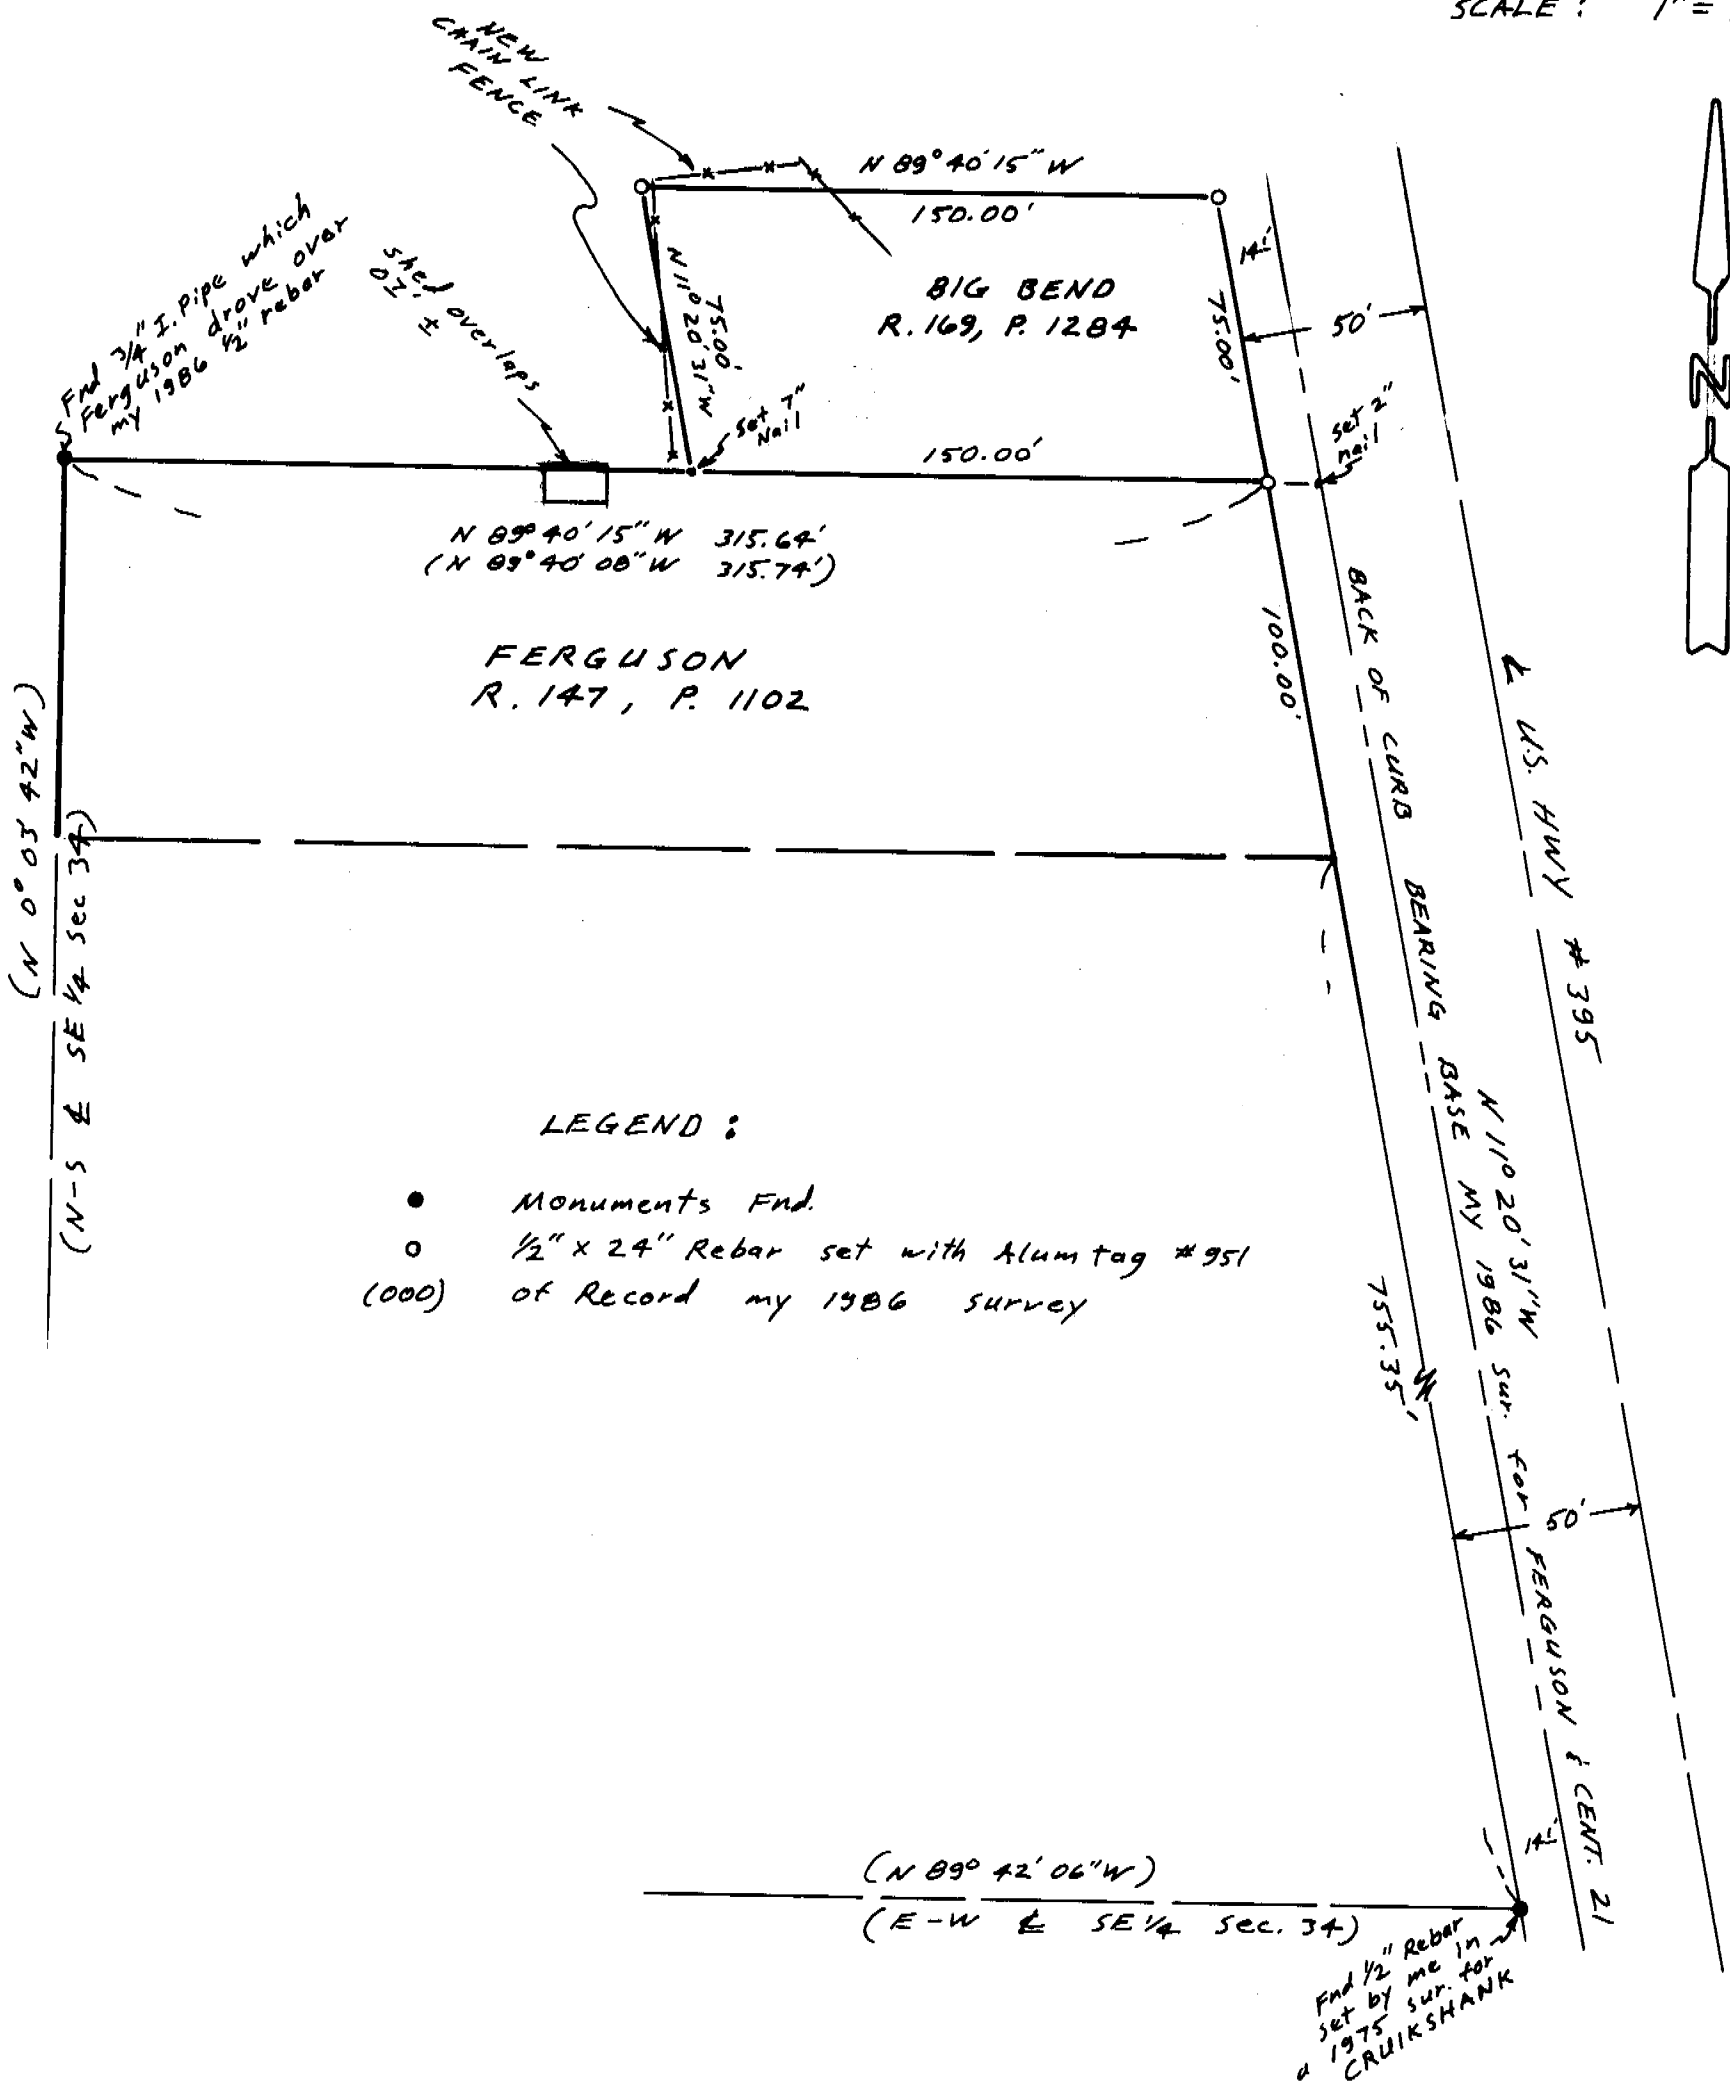 SCALE: 1"=
NEW
CHAIN LINK
FENCE
N 89° 40' 15" W
150.00'
14'
Fnd 3/4" I. Pipe which
Ferguson drove over
my 1986 1/2" rebar
shed overlaps
N 11° 20' 31" W
75.00'
BIG BEND
R. 169, P. 1284
75.00'
50'
set 7"
Nail
150.00'
set 2"
nail
N 89° 40' 15" W 315.64'
(N 89° 40' 08" W 315.74')
FERGUSON
R. 147, P. 1102
100.00'
BACK OF CURB
℄ U.S. HWY #395
(N 0° 03' 42" W)
(N-S ℄ SE 1/4 Sec 34)
BEARING BASE MY 1986 sur. for FERGUSON & CENT. 21
N 11° 20' 31" W
LEGEND:
● Monuments Fnd.
○ 1/2" x 24" Rebar set with Alum tag #951
(000) of Record my 1986 survey
755.35'
50'
14'
(N 89° 42' 06" W)
(E-W ℄ SE 1/4 Sec. 34)
Fnd 1/2" Rebar
set by me in
a 1975 sur. for
CRUIKSHANK
N